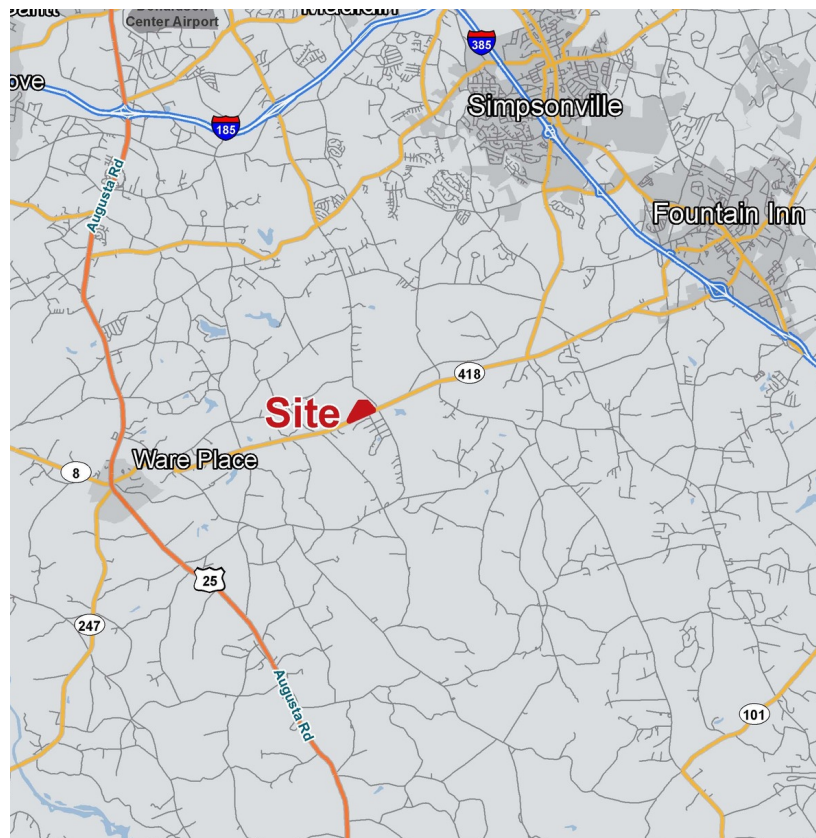 Center Airport
385
Simpsonville
185
Augusta Rd
Fountain Inn
418
Site
Ware Place
8
25
247
Augusta Rd
101